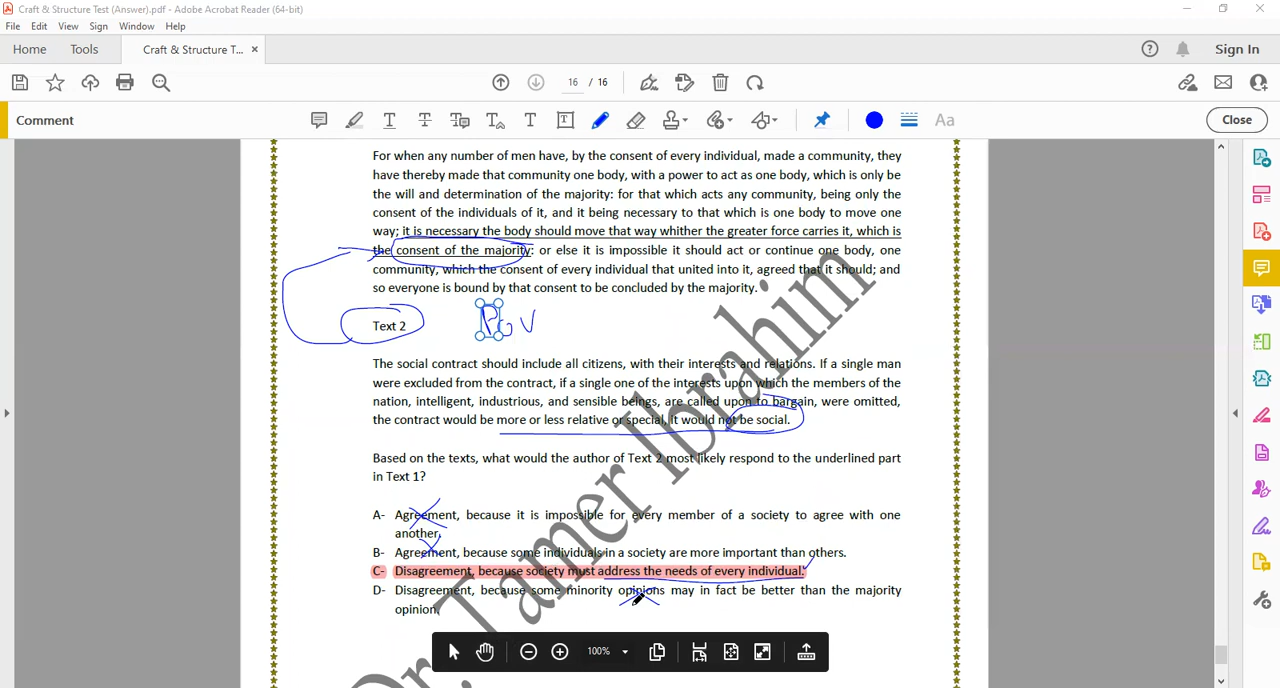 Craft & Structure Test (Answer).pdf - Adobe Acrobat Reader (64-bit)
File Edit View Sign Window Help
Home Tools Craft & Structure T... × Sign In
16 / 16
Comment Close
For when any number of men have, by the consent of every individual, made a community, they
have thereby made that community one body, with a power to act as one body, which is only be
the will and determination of the majority: for that which acts any community, being only the
consent of the individuals of it, and it being necessary to that which is one body to move one
way; it is necessary the body should move that way whither the greater force carries it, which is
the consent of the majority: or else it is impossible it should act or continue one body, one
community, which the consent of every individual that united into it, agreed that it should; and
so everyone is bound by that consent to be concluded by the majority.
Text 2 Pov
The social contract should include all citizens, with their interests and relations. If a single man
were excluded from the contract, if a single one of the interests upon which the members of the
nation, intelligent, industrious, and sensible beings, are called upon to bargain, were omitted,
the contract would be more or less relative or special, it would not be social.
Based on the texts, what would the author of Text 2 most likely respond to the underlined part
in Text 1?
A- Agreement, because it is impossible for every member of a society to agree with one
another.
B- Agreement, because some individuals in a society are more important than others.
C- Disagreement, because society must address the needs of every individual.
D- Disagreement, because some minority opinions may in fact be better than the majority
opinion.
Dr. Tamer Ibrahim
100%